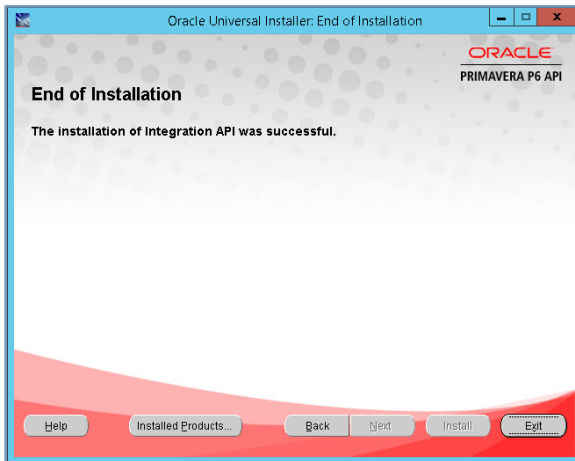 Oracle Universal Installer: End of Installation
ORACLE
PRIMAVERA P6 API
End of Installation
The installation of Integration API was successful.
Help
Installed Products...
Back
Next
Install
Exit